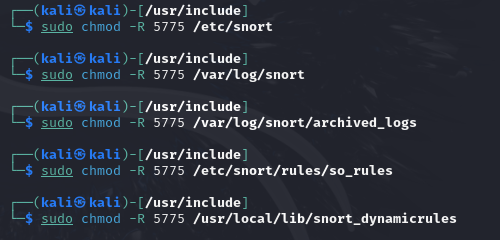 ┌──(kali㉿kali)-[/usr/include]
└─$ sudo chmod -R 5775 /etc/snort
┌──(kali㉿kali)-[/usr/include]
└─$ sudo chmod -R 5775 /var/log/snort
┌──(kali㉿kali)-[/usr/include]
└─$ sudo chmod -R 5775 /var/log/snort/archived_logs
┌──(kali㉿kali)-[/usr/include]
└─$ sudo chmod -R 5775 /etc/snort/rules/so_rules
┌──(kali㉿kali)-[/usr/include]
└─$ sudo chmod -R 5775 /usr/local/lib/snort_dynamicrules